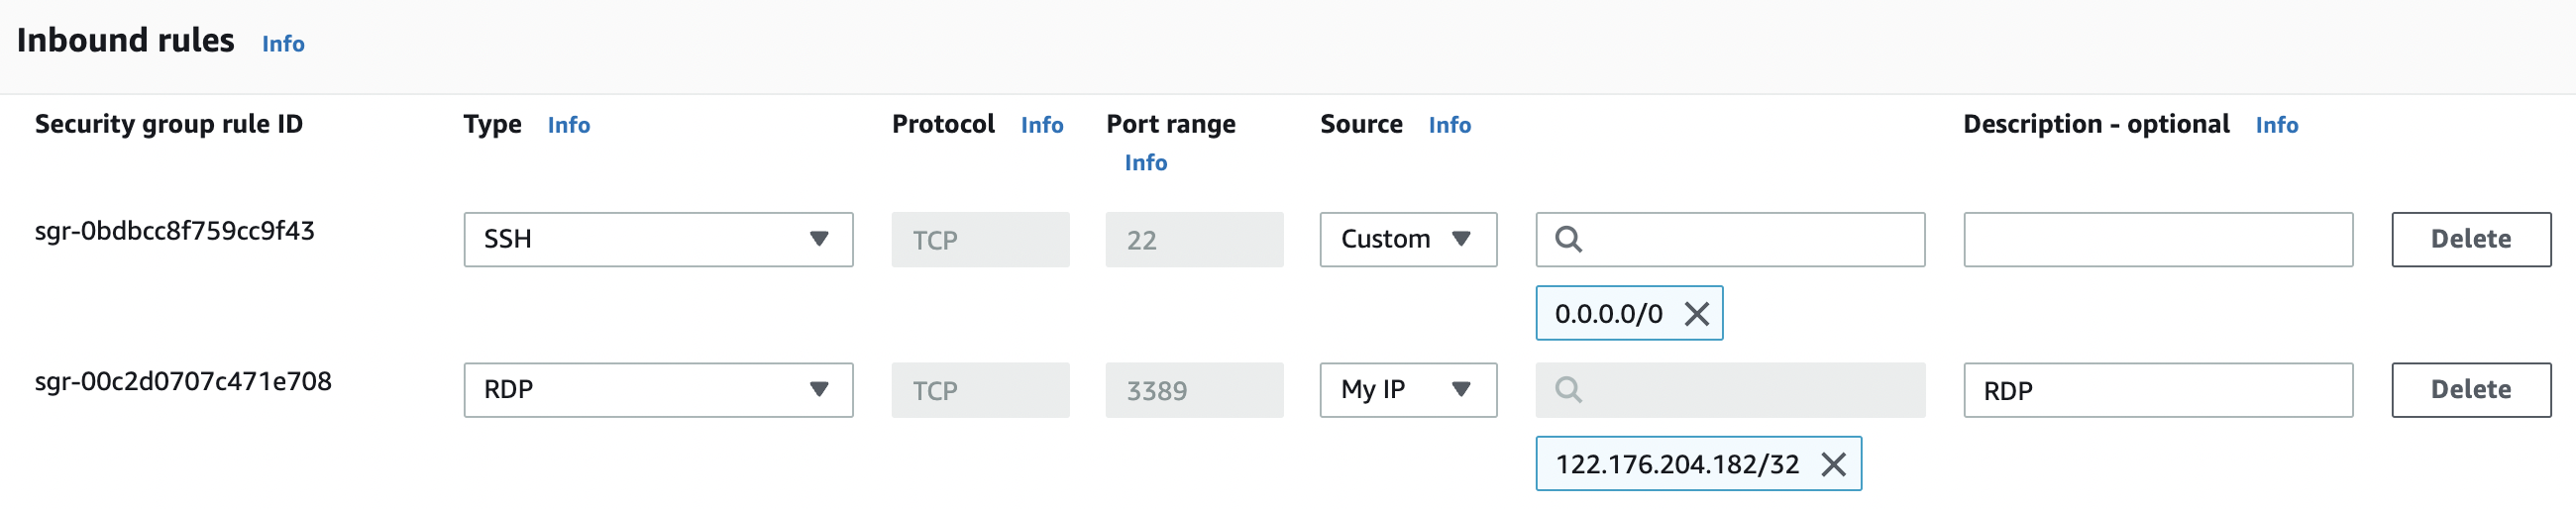 Inbound rules Info
Security group rule ID Type Info Protocol Info Port range Info Source Info Description - optional Info
sgr-0bdbcc8f759cc9f43 SSH TCP 22 Custom Delete
0.0.0.0/0
sgr-00c2d0707c471e708 RDP TCP 3389 My IP RDP Delete
122.176.204.182/32